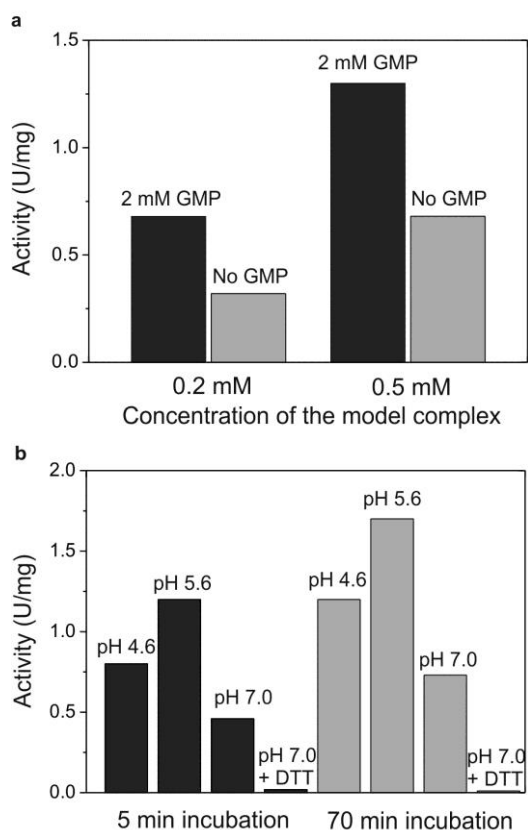 a
Activity (U/mg)
1.5
1.0
0.5
0.0
2 mM GMP
No GMP
2 mM GMP
No GMP
0.2 mM
0.5 mM
Concentration of the model complex
b
Activity (U/mg)
2.0
1.5
1.0
0.5
0.0
pH 4.6
pH 5.6
pH 7.0
pH 7.0
+ DTT
pH 4.6
pH 5.6
pH 7.0
pH 7.0
+ DTT
5 min incubation
70 min incubation